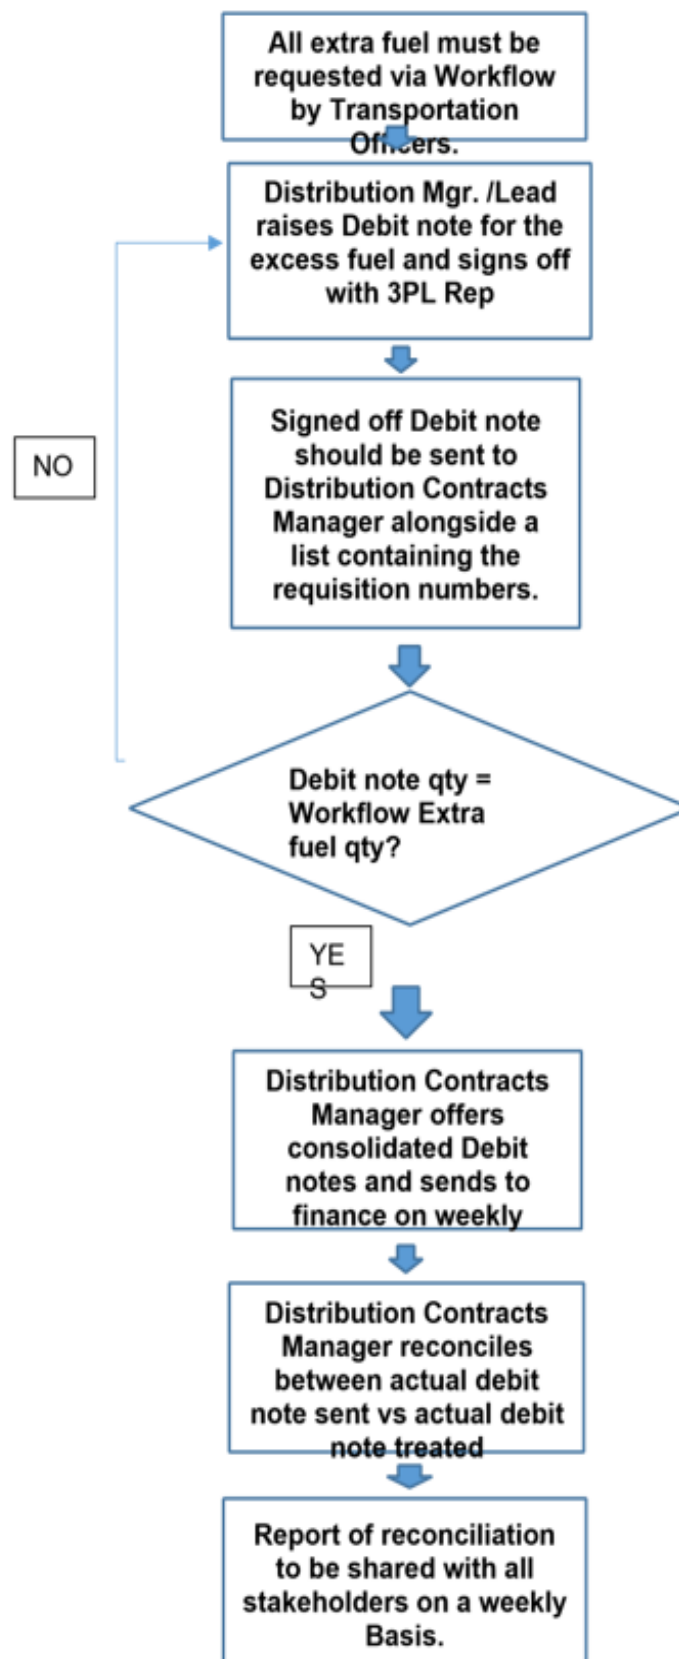 All extra fuel must be
requested via Workflow
by Transportation
Officers.
Distribution Mgr. /Lead
raises Debit note for the
excess fuel and signs off
with 3PL Rep
Signed off Debit note
should be sent to
Distribution Contracts
Manager alongside a
list containing the
requisition numbers.
NO
Debit note qty =
Workflow Extra
fuel qty?
YE
S
Distribution Contracts
Manager offers
consolidated Debit
notes and sends to
finance on weekly
Distribution Contracts
Manager reconciles
between actual debit
note sent vs actual debit
note treated
Report of reconciliation
to be shared with all
stakeholders on a weekly
Basis.